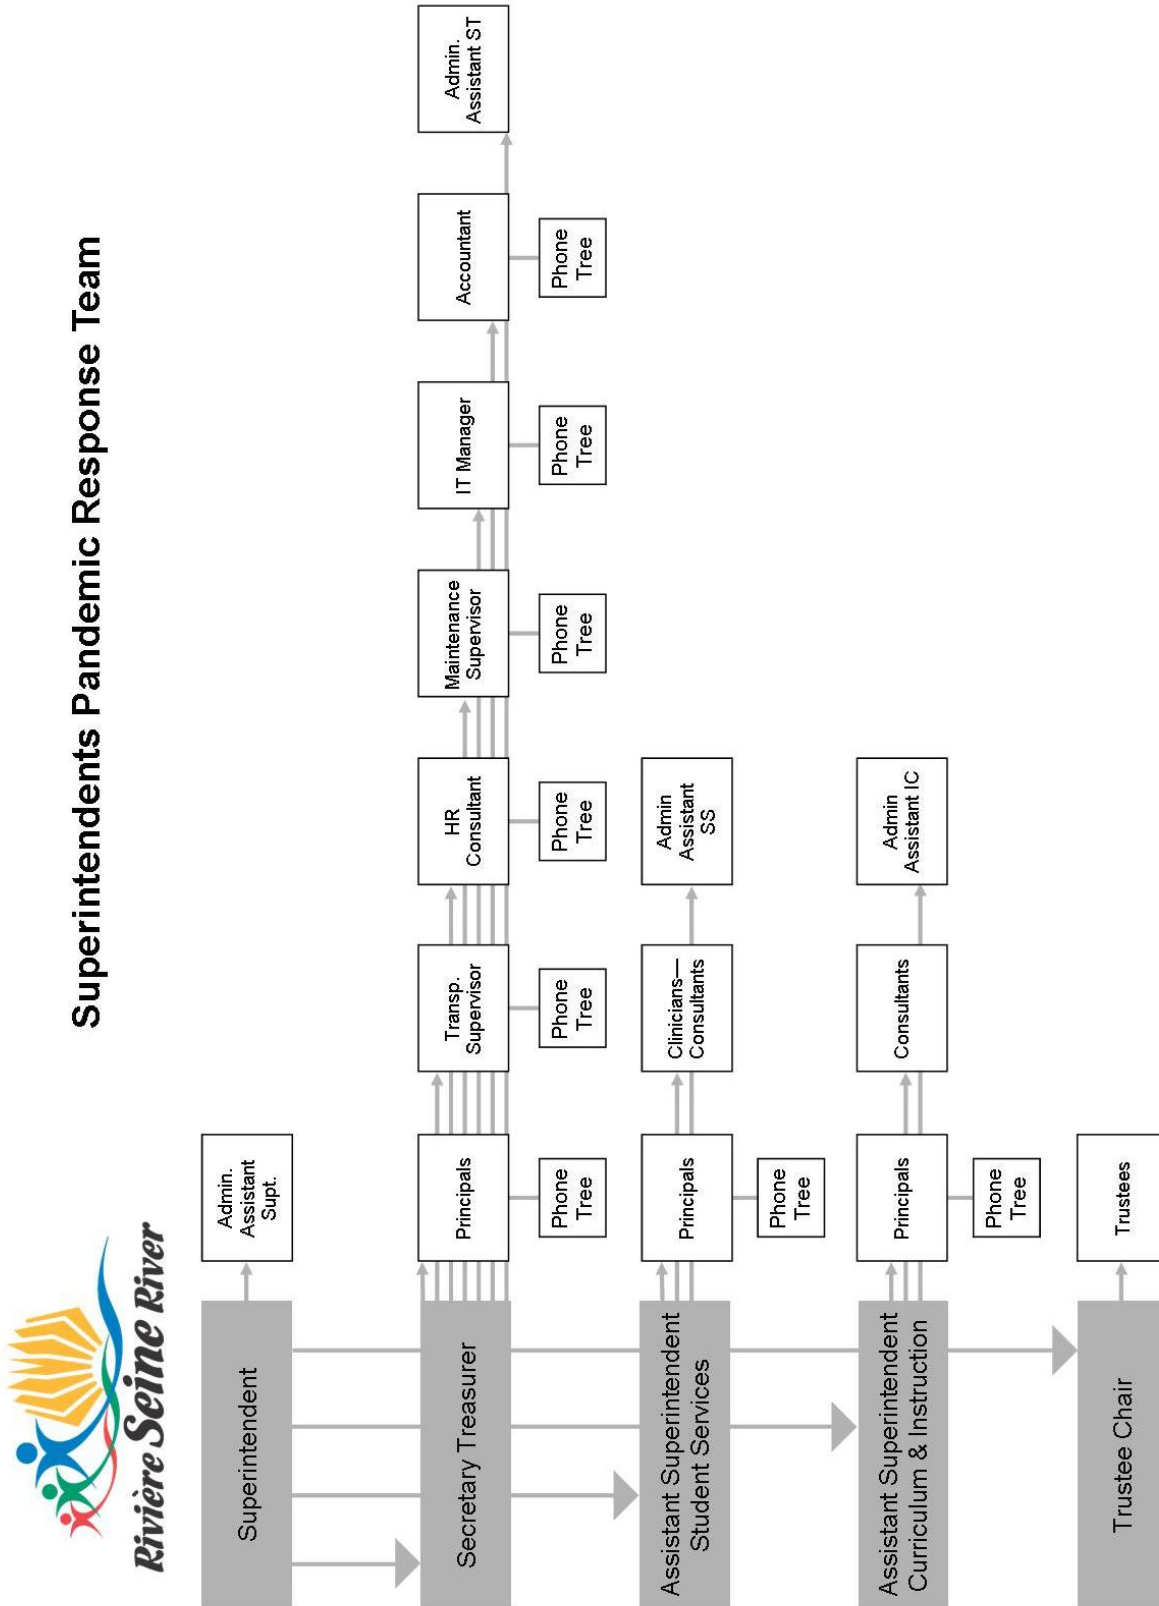 Rivière Seine River
Superintendents Pandemic Response Team
Superintendent
Admin.
Assistant
Supt.
Secretary Treasurer
Principals
Transp.
Supervisor
HR
Consultant
Maintenance
Supervisor
IT Manager
Accountant
Admin.
Assistant ST
Phone
Tree
Phone
Tree
Phone
Tree
Phone
Tree
Phone
Tree
Phone
Tree
Assistant Superintendent
Student Services
Principals
Clinicians—
Consultants
Admin
Assistant
SS
Phone
Tree
Assistant Superintendent
Curriculum & Instruction
Principals
Consultants
Admin
Assistant IC
Phone
Tree
Trustee Chair
Trustees